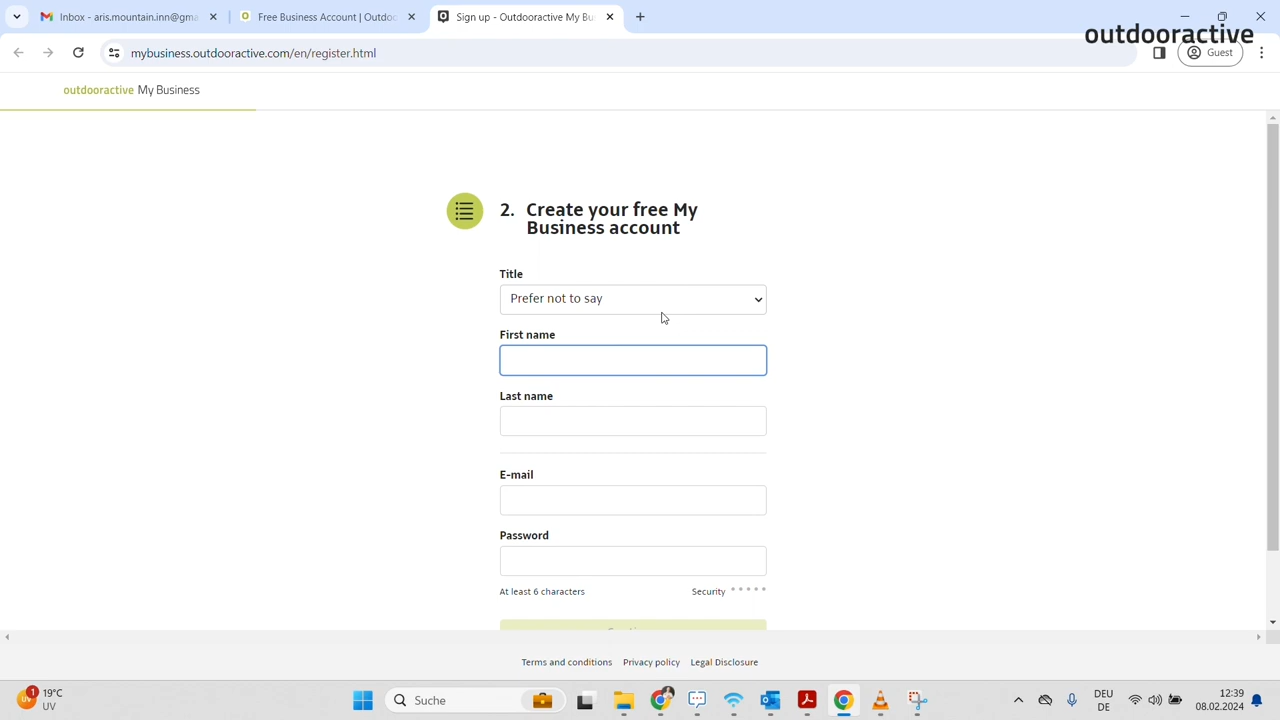 Inbox - aris.mountain.inn@gma
Free Business Account | Outdoo
Sign up - Outdooractive My Bu
outdooractive
mybusiness.outdooractive.com/en/register.html
Guest
outdooractive My Business
2. Create your free My
Business account
Title
Prefer not to say
First name
Last name
E-mail
Password
At least 6 characters
Security
Terms and conditions
Privacy policy
Legal Disclosure
1
19°C
UV
Suche
DEU
DE
12:39
08.02.2024